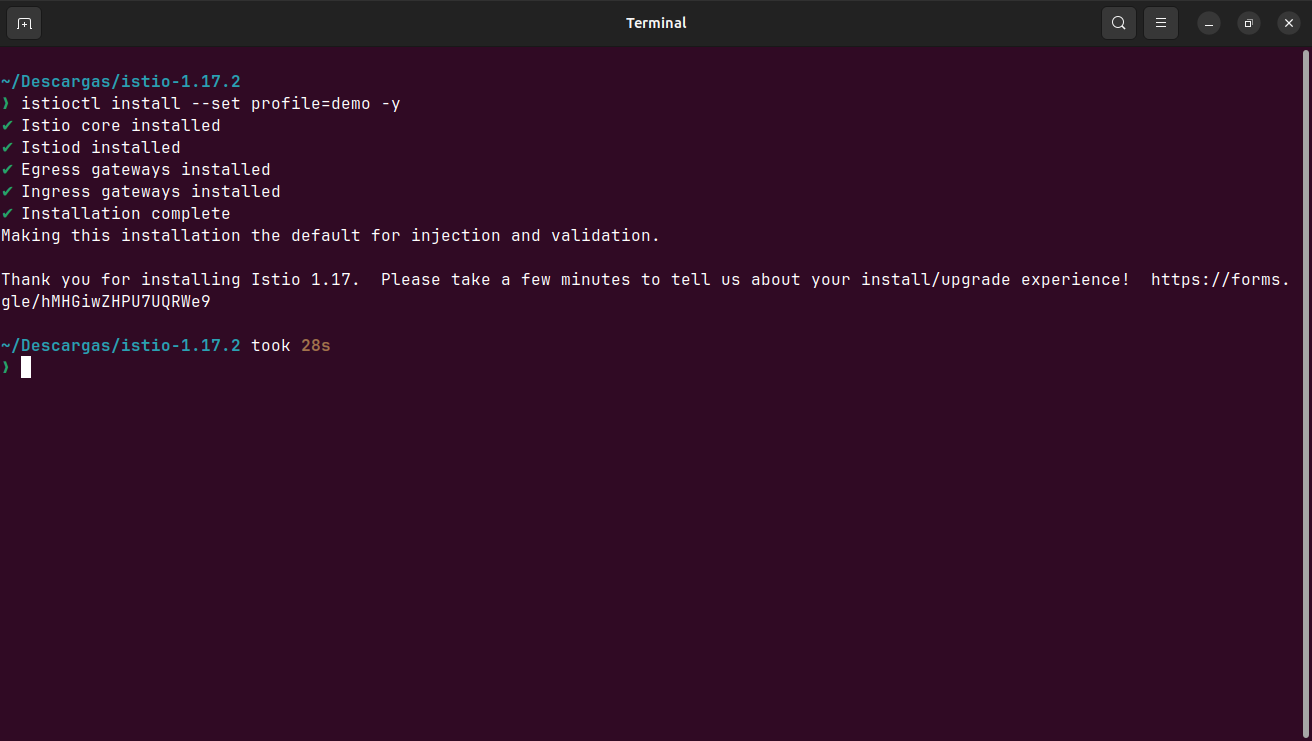 Terminal
~/Descargas/istio-1.17.2
❯ istioctl install --set profile=demo -y
✔ Istio core installed
✔ Istiod installed
✔ Egress gateways installed
✔ Ingress gateways installed
✔ Installation complete
Making this installation the default for injection and validation.
Thank you for installing Istio 1.17.  Please take a few minutes to tell us about your install/upgrade experience!  https://forms.
gle/hMHGiwZHPU7UQRWe9
~/Descargas/istio-1.17.2 took 28s
❯